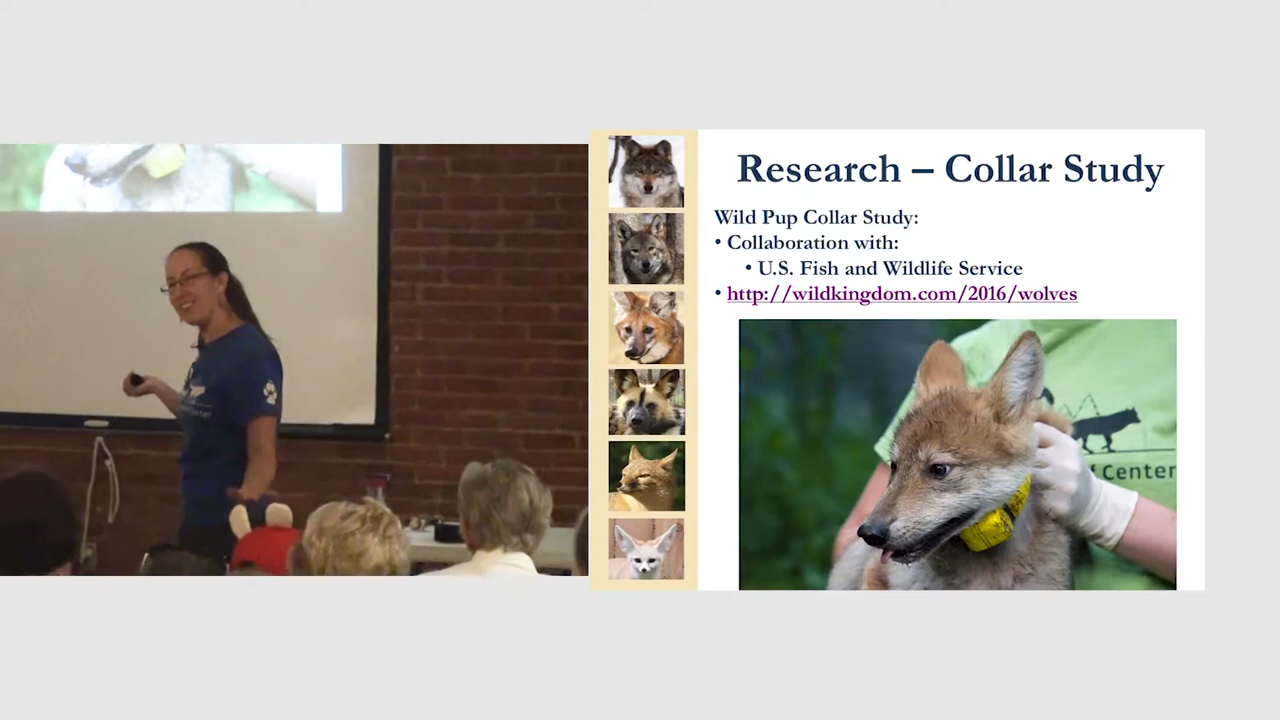 Research – Collar Study
Wild Pup Collar Study:
• Collaboration with:
• U.S. Fish and Wildlife Service
• http://wildkingdom.com/2016/wolves
f Center